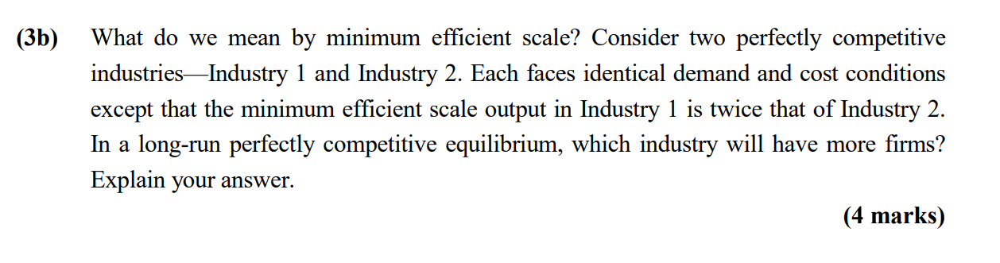 (3b) What do we mean by minimum efficient scale? Consider two perfectly competitive
industries—Industry 1 and Industry 2. Each faces identical demand and cost conditions
except that the minimum efficient scale output in Industry 1 is twice that of Industry 2.
In a long-run perfectly competitive equilibrium, which industry will have more firms?
Explain your answer.
(4 marks)